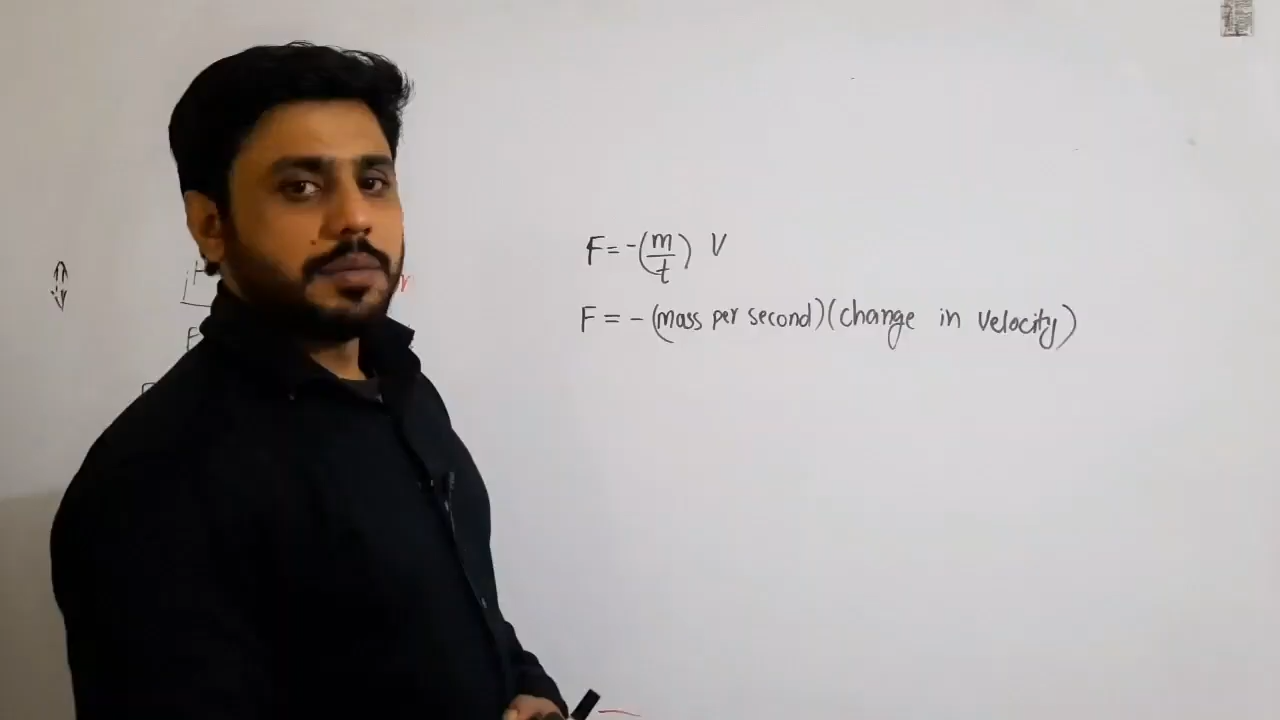 F = -(m/t) V
F = - (mass per second)(change in velocity)